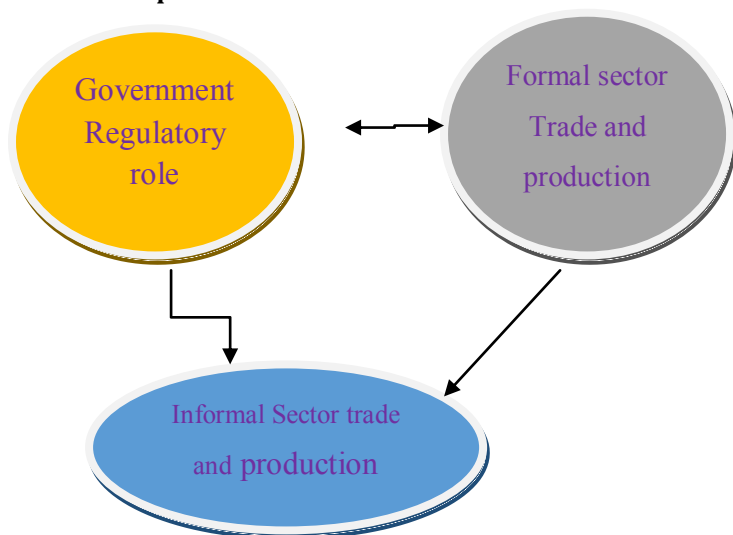 Government
Regulatory
role
Formal sector
Trade and
production
Informal Sector trade
and production